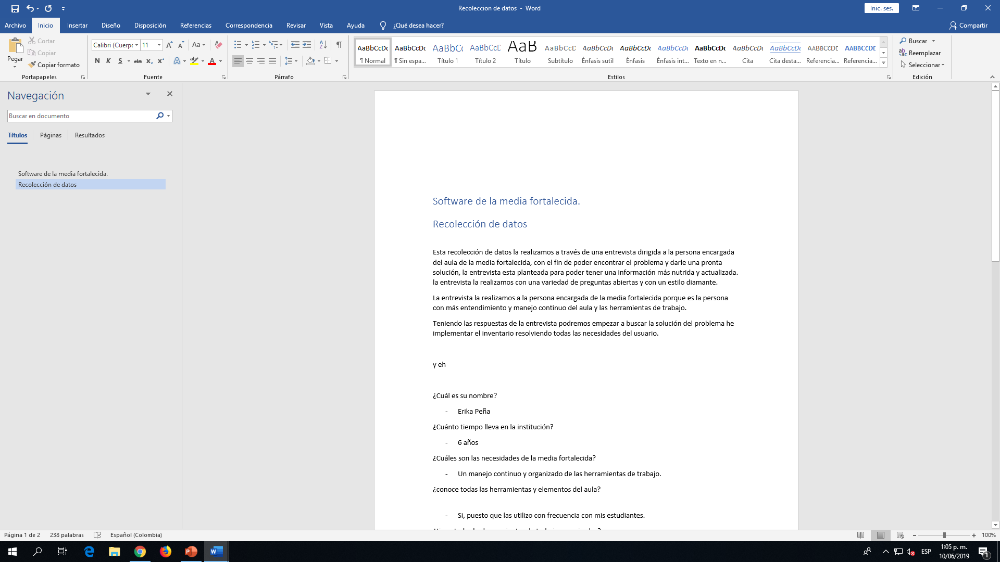 Recoleccion de datos - Word
Inic. ses.
Archivo Inicio Insertar Diseño Disposición Referencias Correspondencia Revisar Vista Ayuda ¿Qué desea hacer? Compartir
Pegar
Cortar
Copiar
Copiar formato
Portapapeles
Calibri (Cuerpo 11
Aa
N K S abc x₂ x²
Fuente
Párrafo
AaBbCcDc AaBbCcDc AaBbCc AaBbCcD AaB AaBbCcD AaBbCcDc AaBbCcDc AaBbCcDc AaBbCcDc AaBbCcDc AaBbCcDc AABBCCDE AABBCCDE
¶ Normal ¶ Sin espa... Título 1 Título 2 Título Subtítulo Énfasis sutil Énfasis Énfasis int... Texto en n... Cita Cita desta... Referencia... Referencia...
Estilos
Buscar
Reemplazar
Seleccionar
Edición
Navegación
Buscar en documento
Títulos Páginas Resultados
Software de la media fortalecida.
Recolección de datos
Software de la media fortalecida.
Recolección de datos
Esta recolección de datos la realizamos a través de una entrevista dirigida a la persona encargada
del aula de la media fortalecida, con el fin de poder encontrar el problema y darle una pronta
solución, la entrevista esta planteada para poder tener una información más nutrida y actualizada.
la entrevista la realizamos con una variedad de preguntas abiertas y con un estilo diamante.
La entrevista la realizamos a la persona encargada de la media fortalecida porque es la persona
con más entendimiento y manejo continuo del aula y las herramientas de trabajo.
Teniendo las respuestas de la entrevista podremos empezar a buscar la solución del problema he
implementar el inventario resolviendo todas las necesidades del usuario.
y eh
¿Cuál es su nombre?
- Erika Peña
¿Cuánto tiempo lleva en la institución?
- 6 años
¿Cuáles son las necesidades de la media fortalecida?
- Un manejo continuo y organizado de las herramientas de trabajo.
¿conoce todas las herramientas y elementos del aula?
- Si, puesto que las utilizo con frecuencia con mis estudiantes.
Página 1 de 2 238 palabras Español (Colombia) 100%
ESP
1:05 p. m.
10/06/2019
1